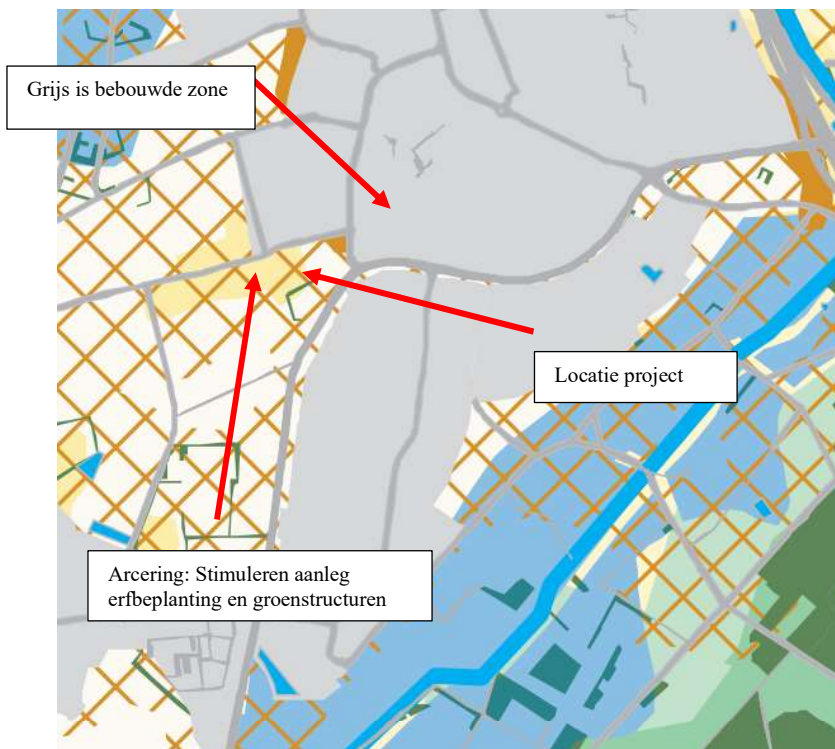 Grijs is bebouwde zone
Locatie project
Arcering: Stimuleren aanleg
erfbeplanting en groenstructuren